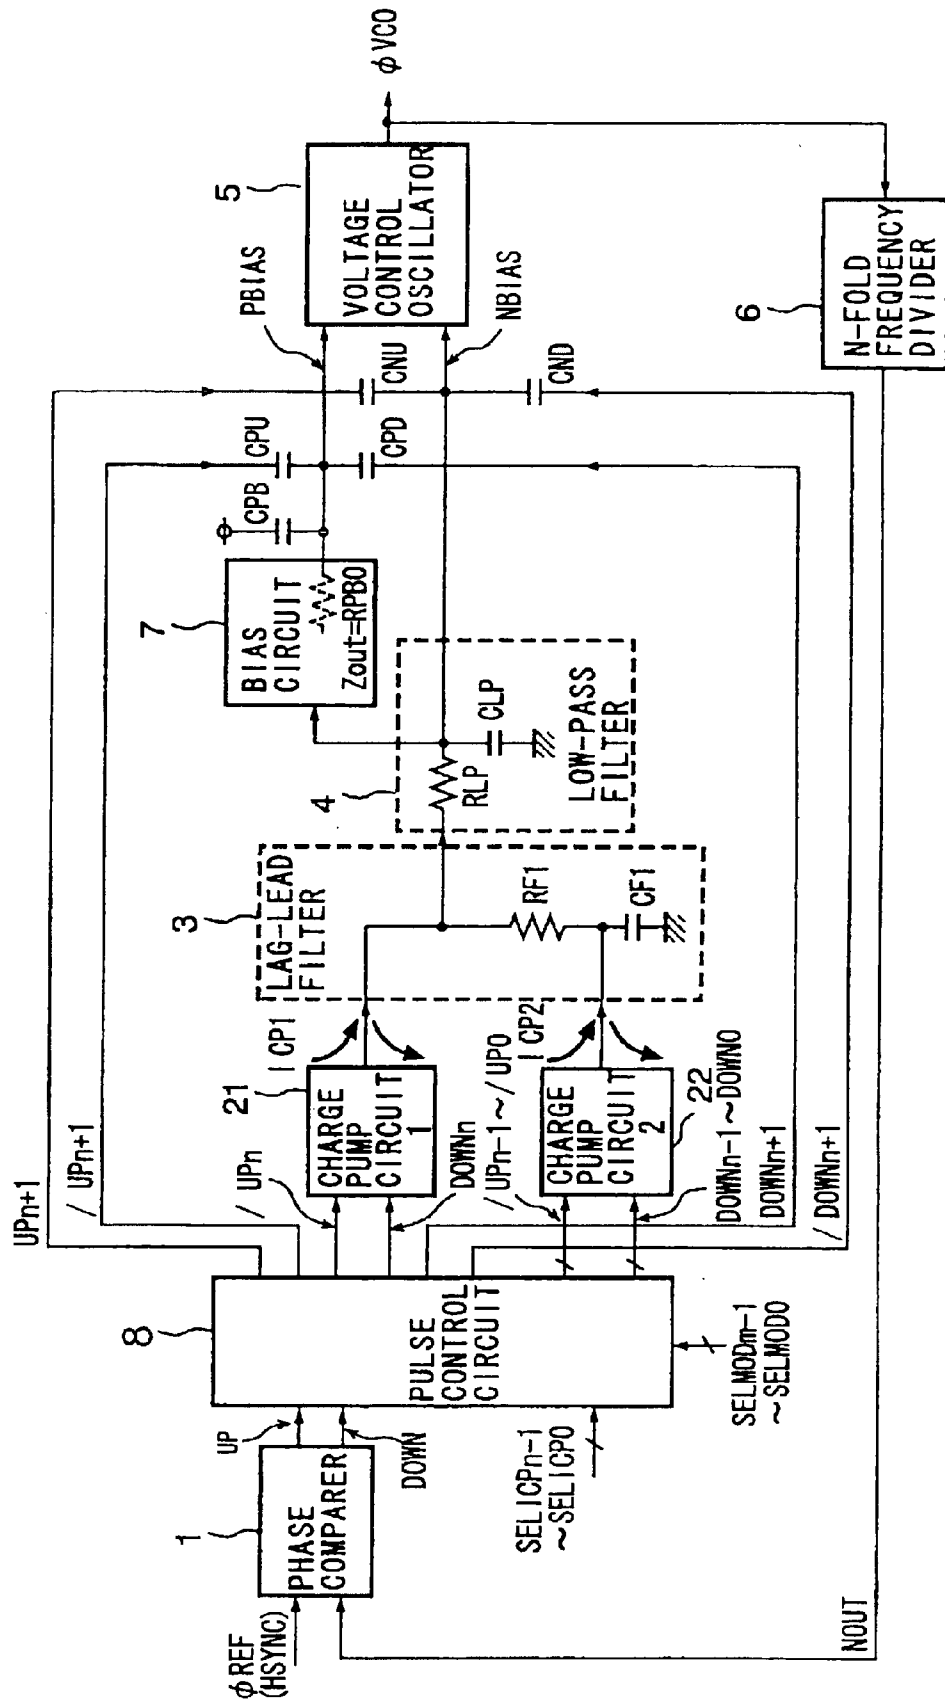 φREF
(HSYNC)
1
PHASE
COMPARER
UP
DOWN
8
PULSE
CONTROL
CIRCUIT
SELICPn-1
~SELICP0
SELMODm-1
~SELMOD0
UPn+1
/UPn+1
/UPn
DOWNn
/UPn-1~/UP0
DOWNn-1~DOWN0
DOWNn+1
/DOWNn+1
21
CHARGE
PUMP
CIRCUIT
1
ICP1
22
CHARGE
PUMP
CIRCUIT
2
ICP2
3
LAG-LEAD
FILTER
RF1
CF1
4
RLP
CLP
LOW-PASS
FILTER
7
BIAS
CIRCUIT
Zout=RPBO
CPB
CPU
CPD
CNU
CND
PBIAS
NBIAS
5
VOLTAGE
CONTROL
OSCILLATOR
φVCO
6
N-FOLD
FREQUENCY
DIVIDER
NOUT